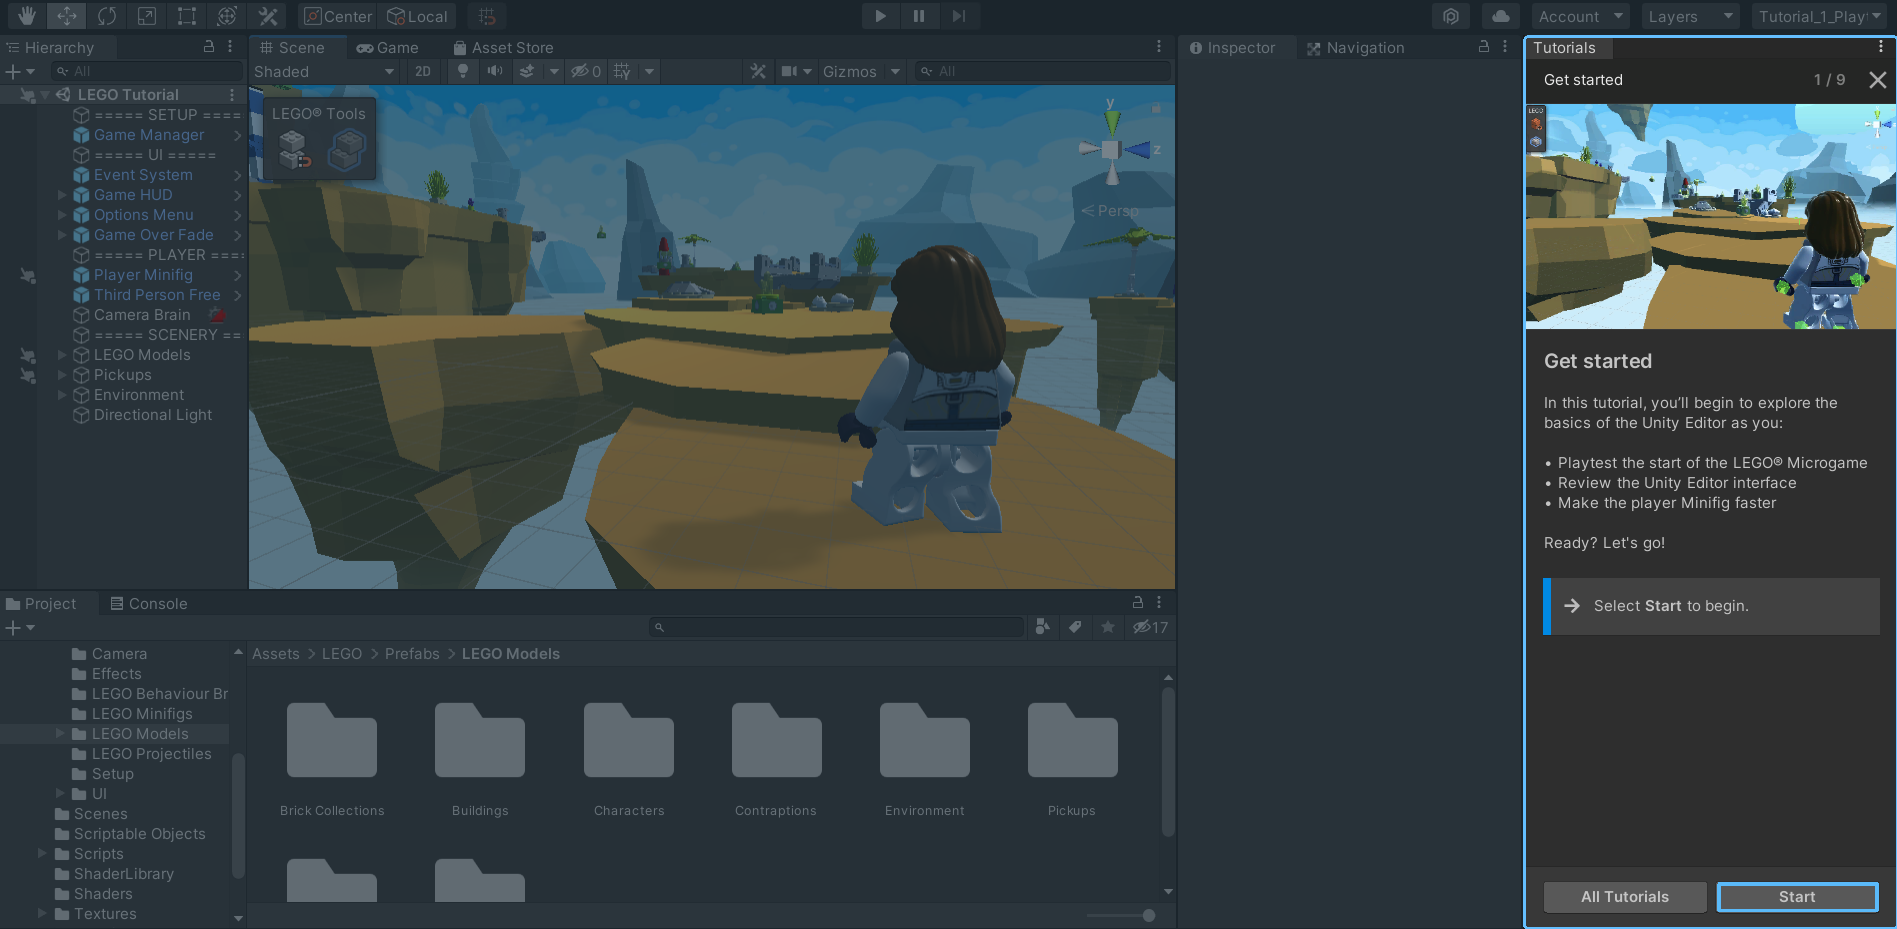 Center
Local
Account
Layers
Tutorial_1_Play
Hierarchy
All
LEGO Tutorial
===== SETUP =====
Game Manager
===== UI =====
Event System
Game HUD
Options Menu
Game Over Fade
===== PLAYER ====
Player Minifig
Third Person Free
Camera Brain
===== SCENERY ==
LEGO Models
Pickups
Environment
Directional Light
Scene
Game
Asset Store
Shaded
2D
0
Gizmos
All
LEGO® Tools
y
z
Persp
Inspector
Navigation
Tutorials
Get started
1 / 9
LEGO
Get started
In this tutorial, you’ll begin to explore the
basics of the Unity Editor as you:
• Playtest the start of the LEGO® Microgame
• Review the Unity Editor interface
• Make the player Minifig faster
Ready? Let's go!
→ Select Start to begin.
All Tutorials
Start
Project
Console
17
Camera
Effects
LEGO Behaviour Br
LEGO Minifigs
LEGO Models
LEGO Projectiles
Setup
UI
Scenes
Scriptable Objects
Scripts
ShaderLibrary
Shaders
Textures
Assets > LEGO > Prefabs > LEGO Models
Brick Collections
Buildings
Characters
Contraptions
Environment
Pickups